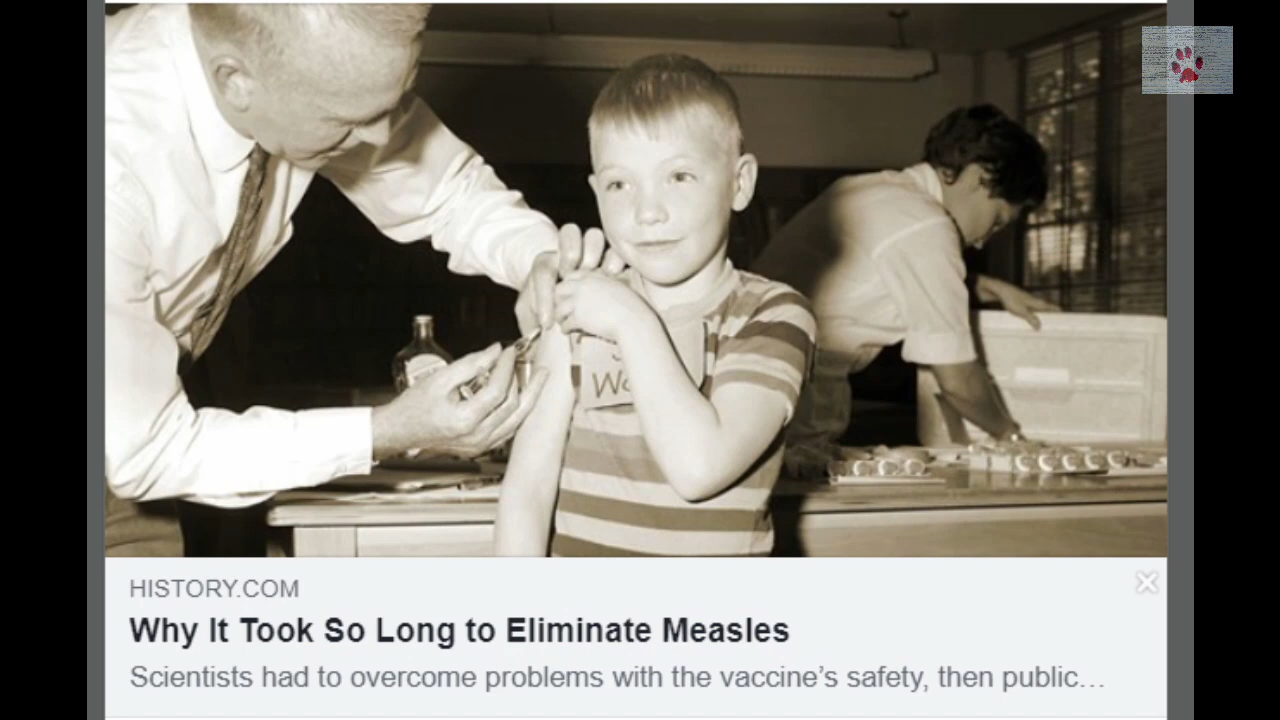 HISTORY.COM
Why It Took So Long to Eliminate Measles
Scientists had to overcome problems with the vaccine’s safety, then public…